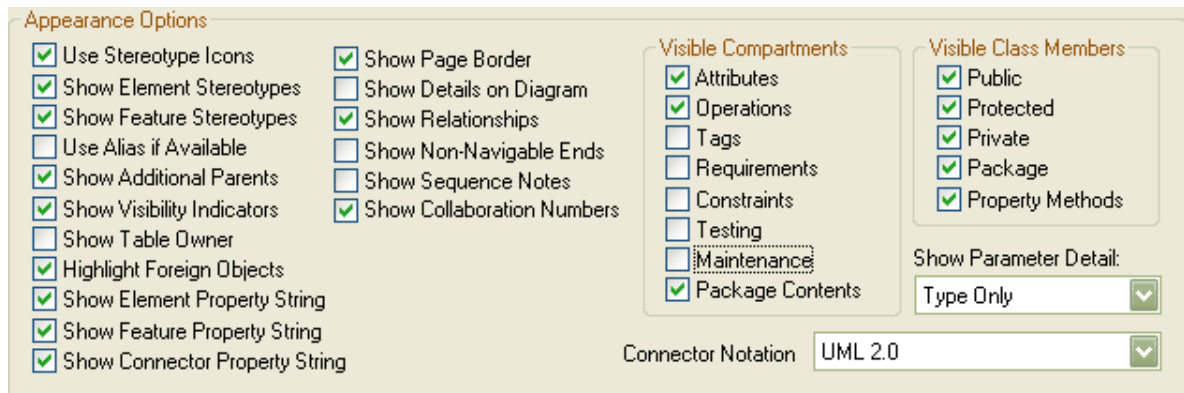 Appearance Options
Use Stereotype Icons
Show Element Stereotypes
Show Feature Stereotypes
Use Alias if Available
Show Additional Parents
Show Visibility Indicators
Show Table Owner
Highlight Foreign Objects
Show Element Property String
Show Feature Property String
Show Connector Property String
Show Page Border
Show Details on Diagram
Show Relationships
Show Non-Navigable Ends
Show Sequence Notes
Show Collaboration Numbers
Visible Compartments
Attributes
Operations
Tags
Requirements
Constraints
Testing
Maintenance
Package Contents
Visible Class Members
Public
Protected
Private
Package
Property Methods
Show Parameter Detail:
Type Only
Connector Notation
UML 2.0